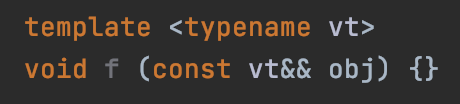 template <typename vt>
void f (const vt&& obj) {}